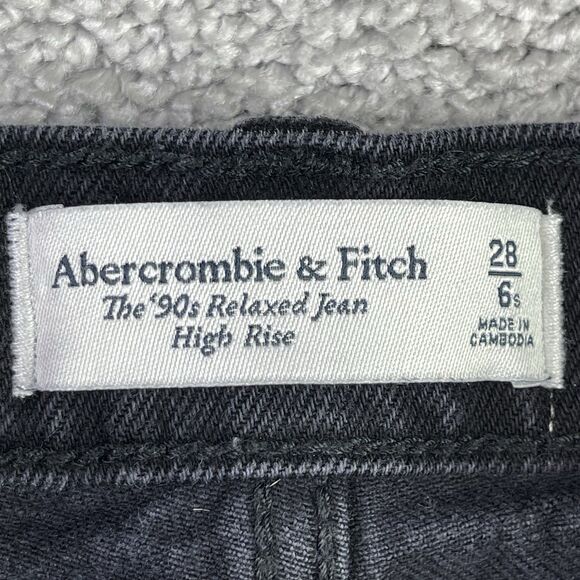 Abercrombie & Fitch
The '90s Relaxed Jean
High Rise
28
6s
MADE IN
CAMBODIA